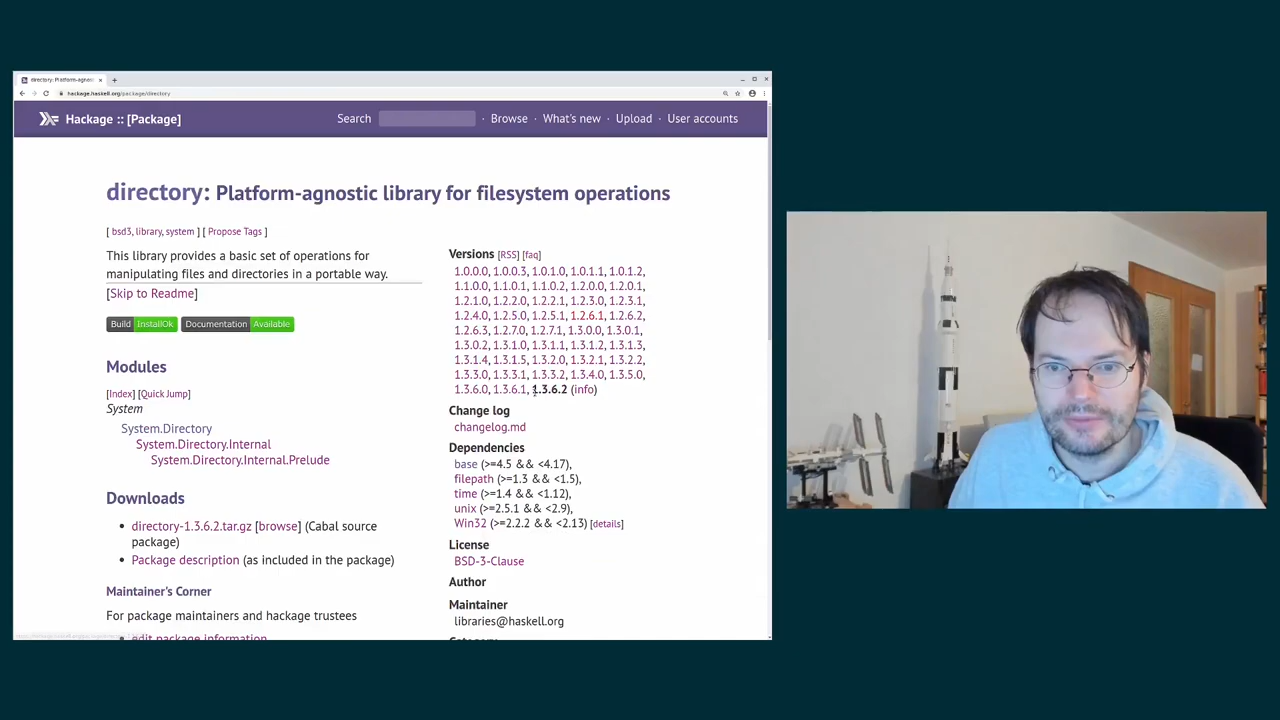 directory: Platform-agnostic
hackage.haskell.org/package/directory
Hackage :: [Package]
Search · Browse · What's new · Upload · User accounts
directory: Platform-agnostic library for filesystem operations
[ bsd3, library, system ] [ Propose Tags ]
This library provides a basic set of operations for
manipulating files and directories in a portable way.
[Skip to Readme]
Build InstallOk Documentation Available
Modules
[Index] [Quick Jump]
System
System.Directory
System.Directory.Internal
System.Directory.Internal.Prelude
Downloads
• directory-1.3.6.2.tar.gz [browse] (Cabal source
package)
• Package description (as included in the package)
Maintainer's Corner
For package maintainers and hackage trustees
• edit package information
Versions [RSS] [faq]
1.0.0.0, 1.0.0.3, 1.0.1.0, 1.0.1.1, 1.0.1.2,
1.1.0.0, 1.1.0.1, 1.1.0.2, 1.2.0.0, 1.2.0.1,
1.2.1.0, 1.2.2.0, 1.2.2.1, 1.2.3.0, 1.2.3.1,
1.2.4.0, 1.2.5.0, 1.2.5.1, 1.2.6.1, 1.2.6.2,
1.2.6.3, 1.2.7.0, 1.2.7.1, 1.3.0.0, 1.3.0.1,
1.3.0.2, 1.3.1.0, 1.3.1.1, 1.3.1.2, 1.3.1.3,
1.3.1.4, 1.3.1.5, 1.3.2.0, 1.3.2.1, 1.3.2.2,
1.3.3.0, 1.3.3.1, 1.3.3.2, 1.3.4.0, 1.3.5.0,
1.3.6.0, 1.3.6.1, 1.3.6.2 (info)
Change log
changelog.md
Dependencies
base (>=4.5 && <4.17),
filepath (>=1.3 && <1.5),
time (>=1.4 && <1.12),
unix (>=2.5.1 && <2.9),
Win32 (>=2.2.2 && <2.13) [details]
License
BSD-3-Clause
Author
Maintainer
libraries@haskell.org